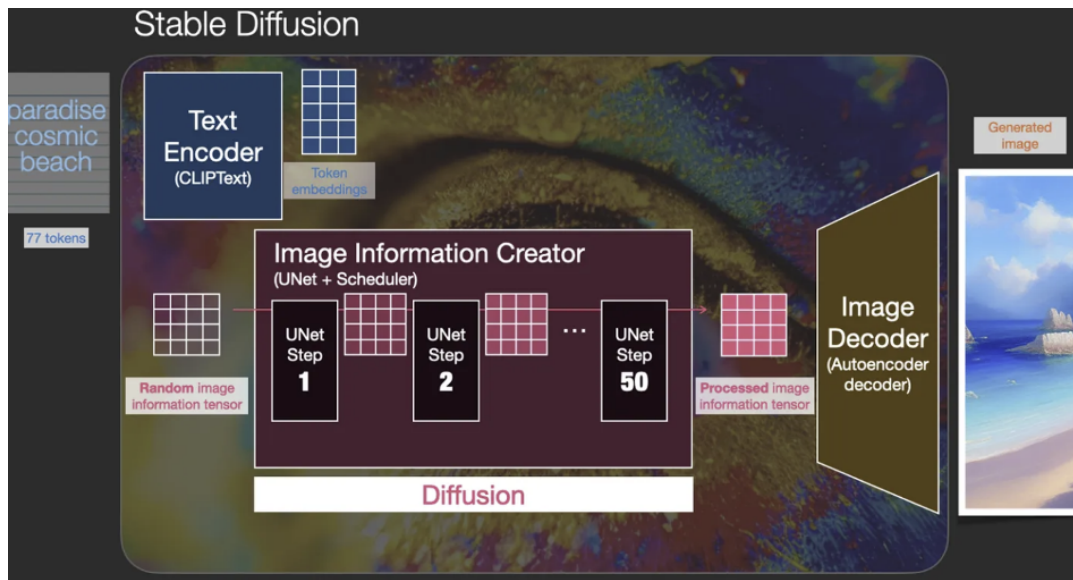 Stable Diffusion
paradise
cosmic
beach
77 tokens
Text
Encoder
(CLIPText)
Token
embeddings
Image Information Creator
(UNet + Scheduler)
UNet
Step
1
UNet
Step
2
...
UNet
Step
50
Random image
information tensor
Processed image
information tensor
Diffusion
Image
Decoder
(Autoencoder
decoder)
Generated
image